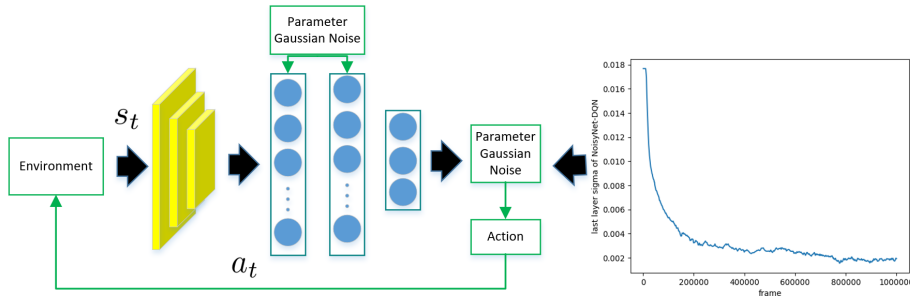 Parameter
Gaussian Noise
s_t
Environment
Parameter
Gaussian
Noise
Action
a_t
last layer sigma of NoisyNet-DQN
0.018
0.016
0.014
0.012
0.010
0.008
0.006
0.004
0.002
0
200000
400000
600000
800000
1000000
frame